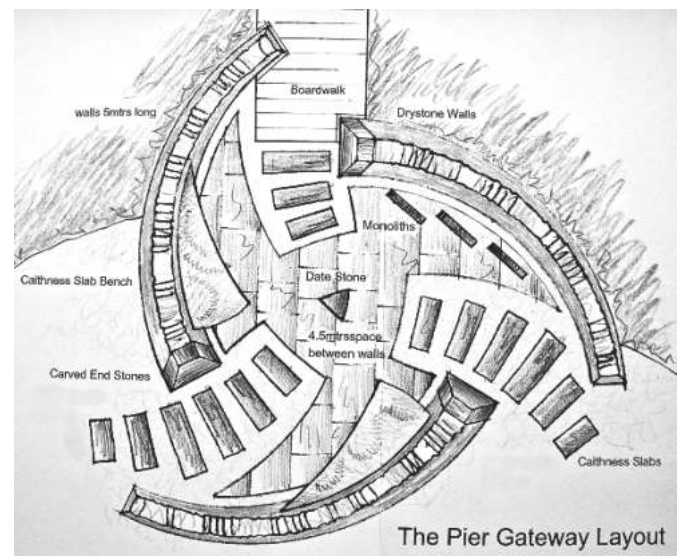 Boardwalk
walls 5mtrs long
Drystone Walls
Monoliths
Caithness Slab Bench
Date Stone
4.5mtrsspace
between walls
Carved End Stones
Caithness Slabs
The Pier Gateway Layout